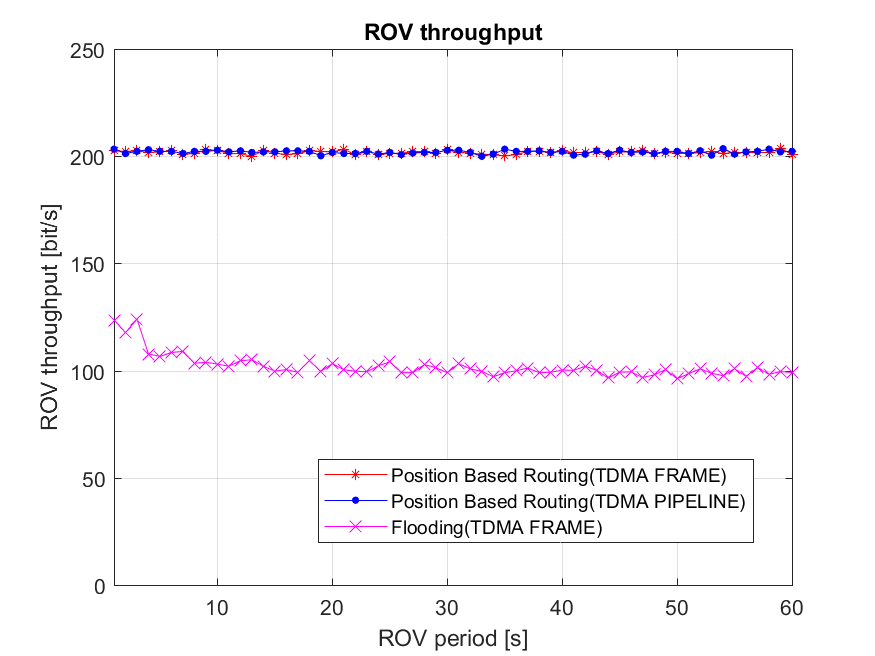 ROV throughput
250
200
150
100
50
0
ROV throughput [bit/s]
Position Based Routing(TDMA FRAME)
Position Based Routing(TDMA PIPELINE)
Flooding(TDMA FRAME)
10 20 30 40 50 60
ROV period [s]